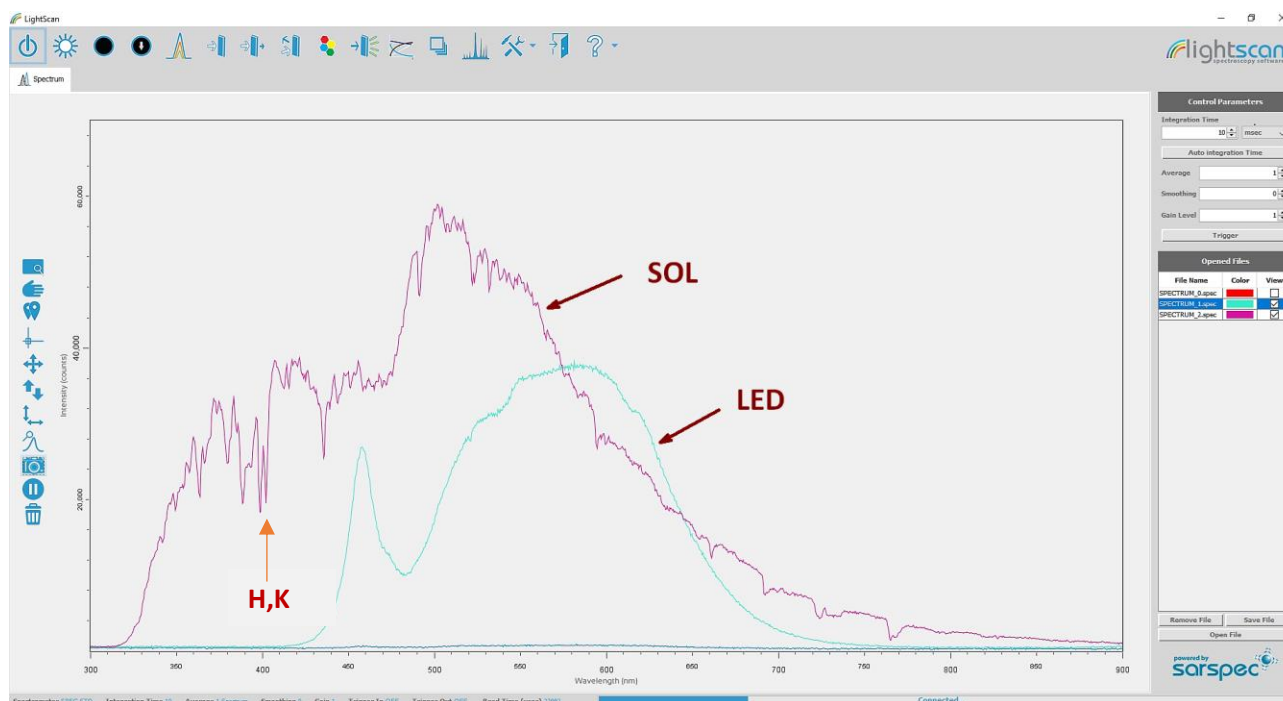 LightScan
lightscan
spectroscopy software
Spectrum
Control Parameters
Integration Time
10 msec
Auto integration Time
Average 1
Smoothing 0
Gain Level 1
Trigger
Opened Files
File Name Color View
SPECTRUM_0.spec
SPECTRUM_1.spec
SPECTRUM_2.spec
Remove File Save File
Open File
powered by
sarspec
60,000
40,000
20,000
Intensity (counts)
SOL
LED
H,K
300 350 400 450 500 550 600 650 700 750 800 850 900
Wavelength (nm)
Connected